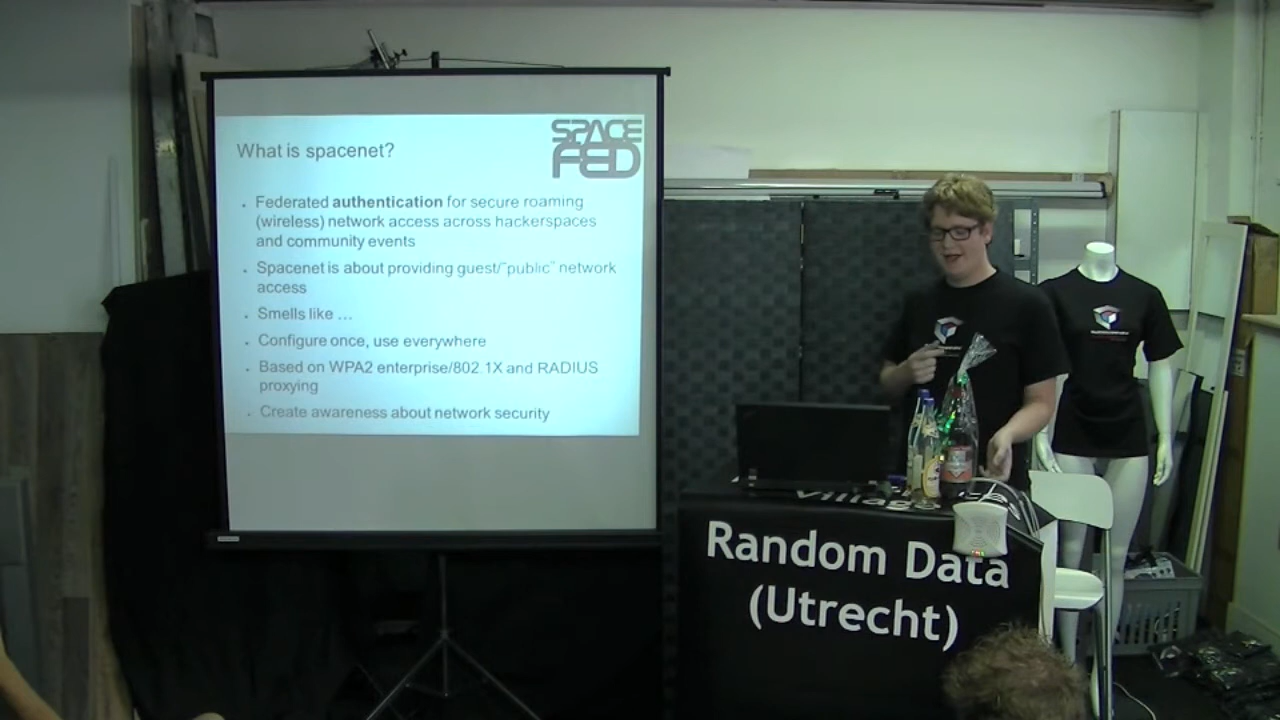 SPACE
FED
What is spacenet?
Federated authentication for secure roaming
(wireless) network access across hackerspaces
and community events
Spacenet is about providing guest/"public" network
access
Smells like ...
Configure once, use everywhere
Based on WPA2 enterprise/802.1X and RADIUS
proxying
Create awareness about network security
Random Data
(Utrecht)